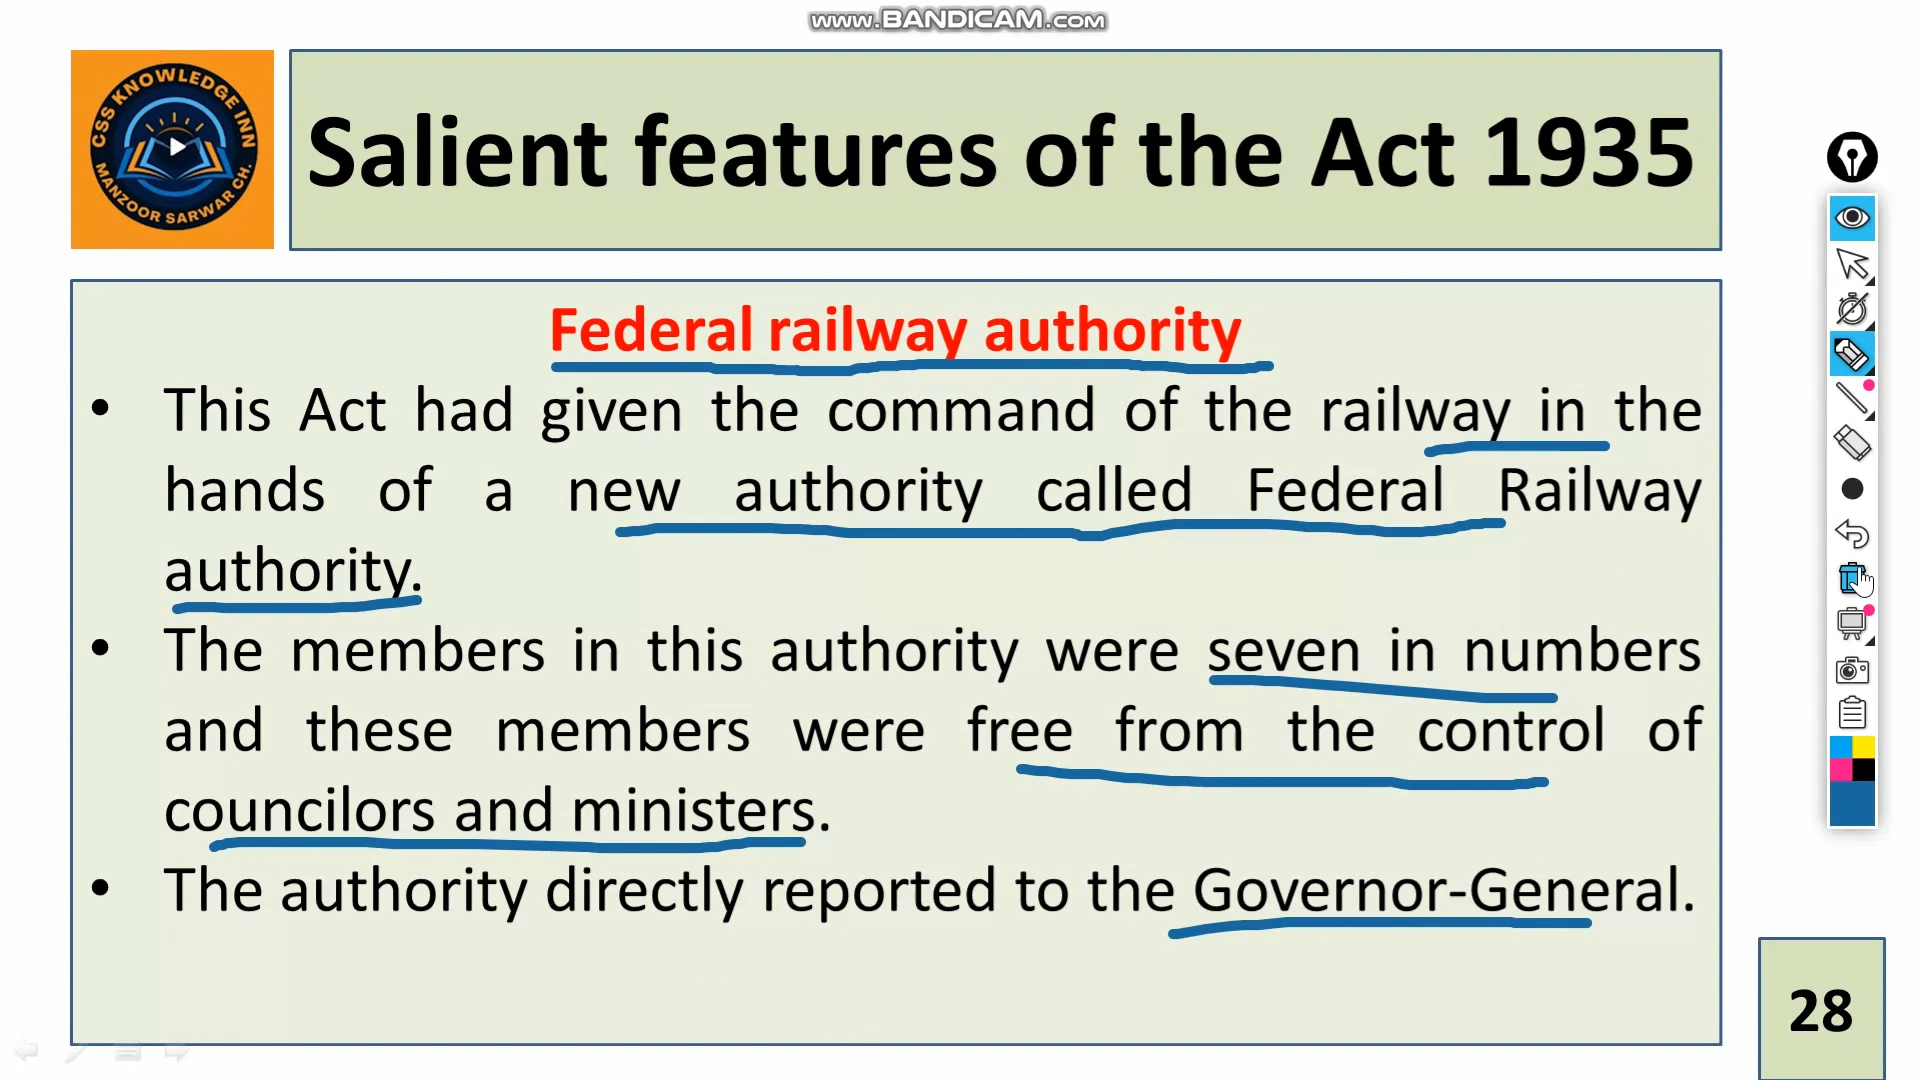 www.BANDICAM.com
CSS KNOWLEDGE INN
MANZOOR SARWAR CH.
Salient features of the Act 1935
Federal railway authority
• This Act had given the command of the railway in the
hands of a new authority called Federal Railway
authority.
• The members in this authority were seven in numbers
and these members were free from the control of
councilors and ministers.
• The authority directly reported to the Governor-General.
28